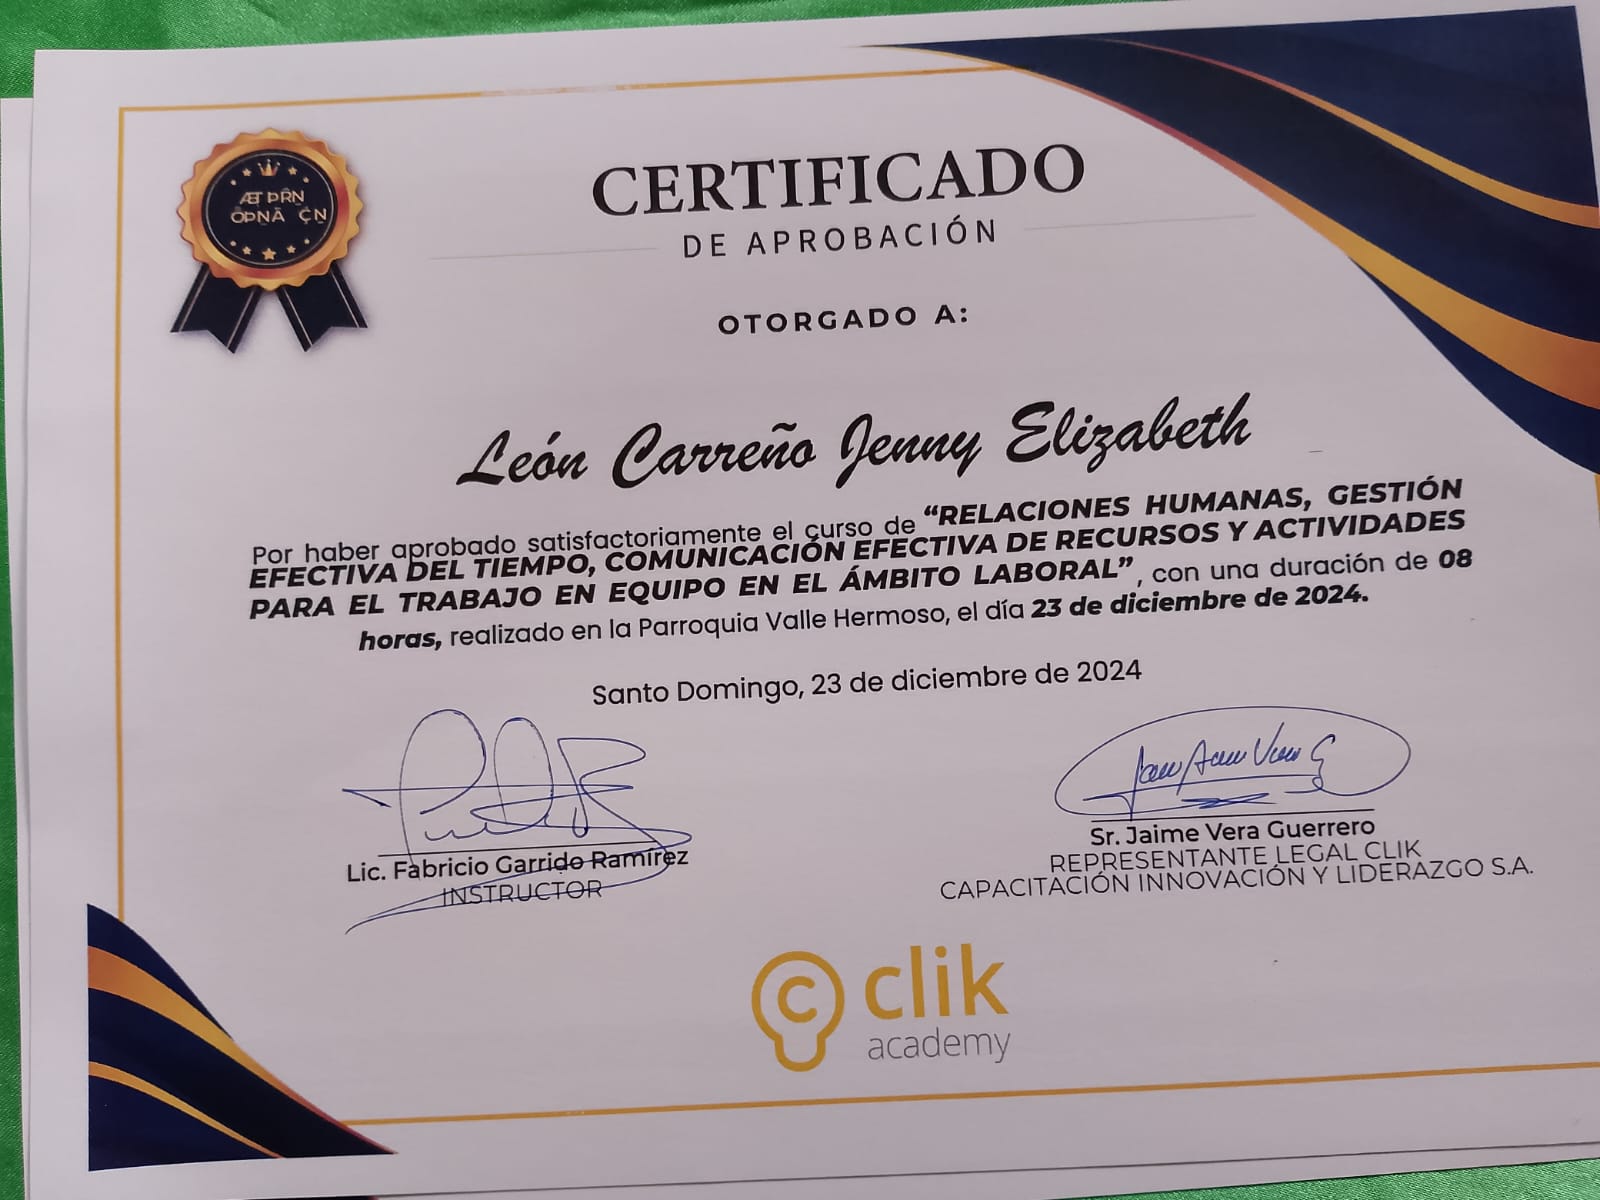 ÆT ÞRN
ÔÞNĀ ÇN
CERTIFICADO
DE APROBACIÓN
OTORGADO A:
León Carreño Jenny Elizabeth
Por haber aprobado satisfactoriamente el curso de “RELACIONES HUMANAS, GESTIÓN
EFECTIVA DEL TIEMPO, COMUNICACIÓN EFECTIVA DE RECURSOS Y ACTIVIDADES
PARA EL TRABAJO EN EQUIPO EN EL ÁMBITO LABORAL”, con una duración de 08
horas, realizado en la Parroquia Valle Hermoso, el día 23 de diciembre de 2024.
Santo Domingo, 23 de diciembre de 2024
Lic. Fabricio Garrido Ramírez
INSTRUCTOR
Sr. Jaime Vera Guerrero
REPRESENTANTE LEGAL CLIK
CAPACITACIÓN INNOVACIÓN Y LIDERAZGO S.A.
clik
academy